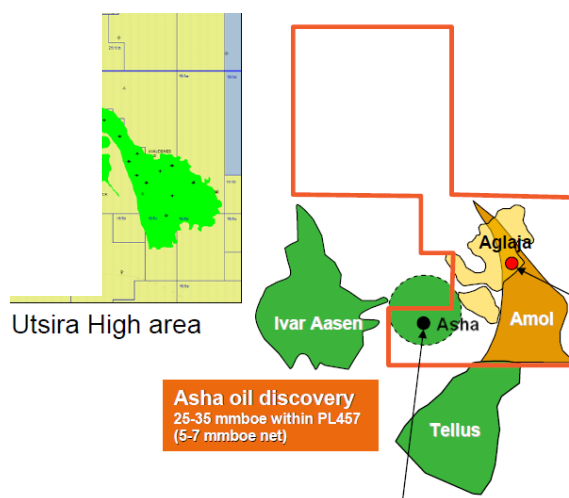 Utsira High area
Aglaja
Ivar Aasen
Asha
Amol
Asha oil discovery
25-35 mmboe within PL457
(5-7 mmboe net)
Tellus